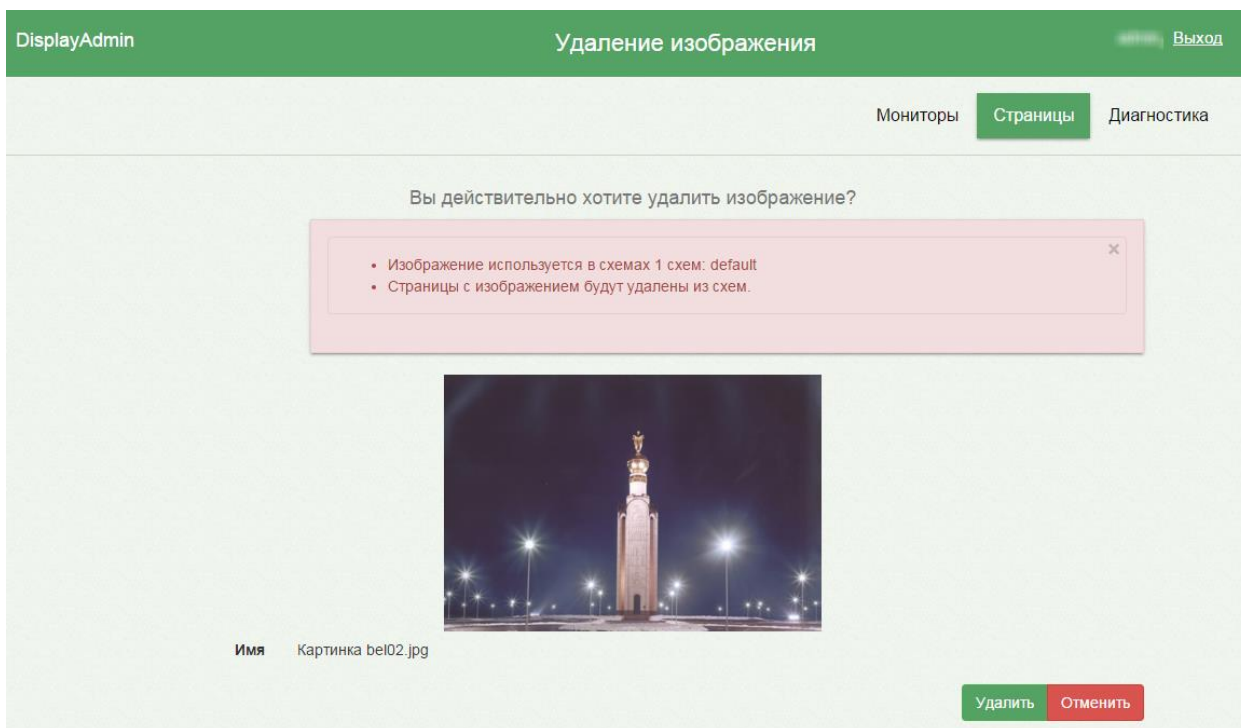 DisplayAdmin
Удаление изображения
Выход
Мониторы
Страницы
Диагностика
Вы действительно хотите удалить изображение?
×
• Изображение используется в схемах 1 схем: default
• Страницы с изображением будут удалены из схем.
Имя Картинка bel02.jpg
Удалить
Отменить